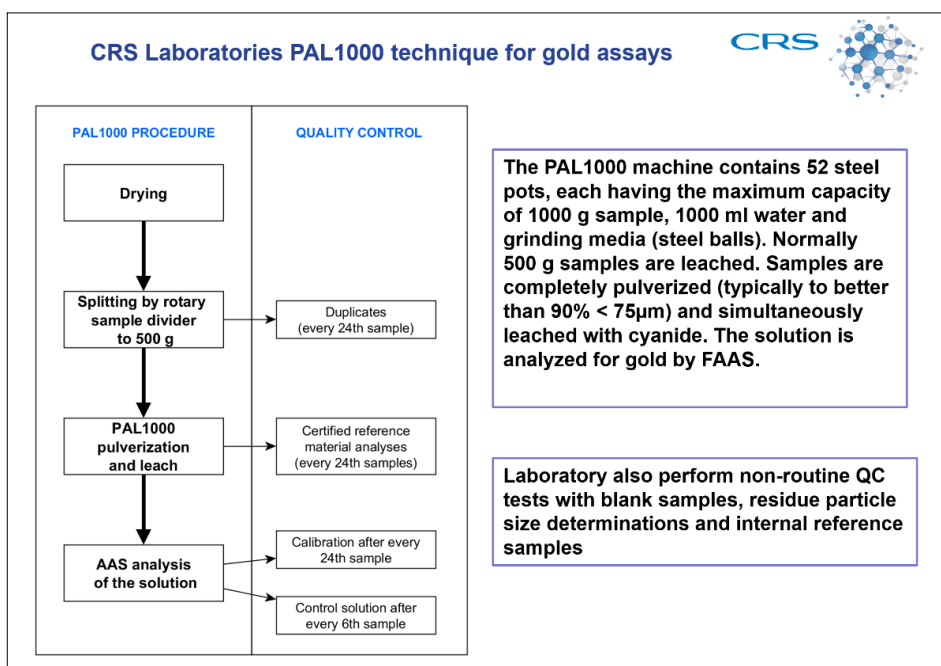 CRS Laboratories PAL1000 technique for gold assays
CRS
PAL1000 PROCEDURE
QUALITY CONTROL
Drying
Splitting by rotary
sample divider
to 500 g
Duplicates
(every 24th sample)
PAL1000
pulverization
and leach
Certified reference
material analyses
(every 24th samples)
AAS analysis
of the solution
Calibration after every
24th sample
Control solution after
every 6th sample
The PAL1000 machine contains 52 steel
pots, each having the maximum capacity
of 1000 g sample, 1000 ml water and
grinding media (steel balls). Normally
500 g samples are leached. Samples are
completely pulverized (typically to better
than 90% < 75µm) and simultaneously
leached with cyanide. The solution is
analyzed for gold by FAAS.
Laboratory also perform non-routine QC
tests with blank samples, residue particle
size determinations and internal reference
samples